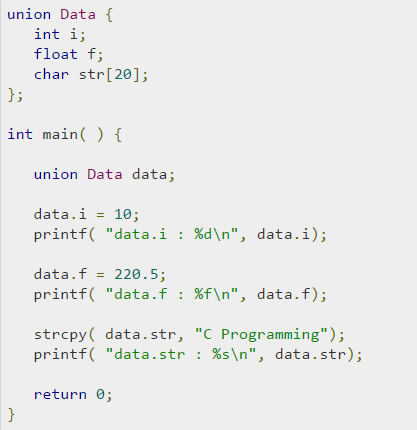 union Data {
   int i;
   float f;
   char str[20];
};

int main( ) {

   union Data data;

   data.i = 10;
   printf( "data.i : %d\n", data.i);

   data.f = 220.5;
   printf( "data.f : %f\n", data.f);

   strcpy( data.str, "C Programming");
   printf( "data.str : %s\n", data.str);

   return 0;
}